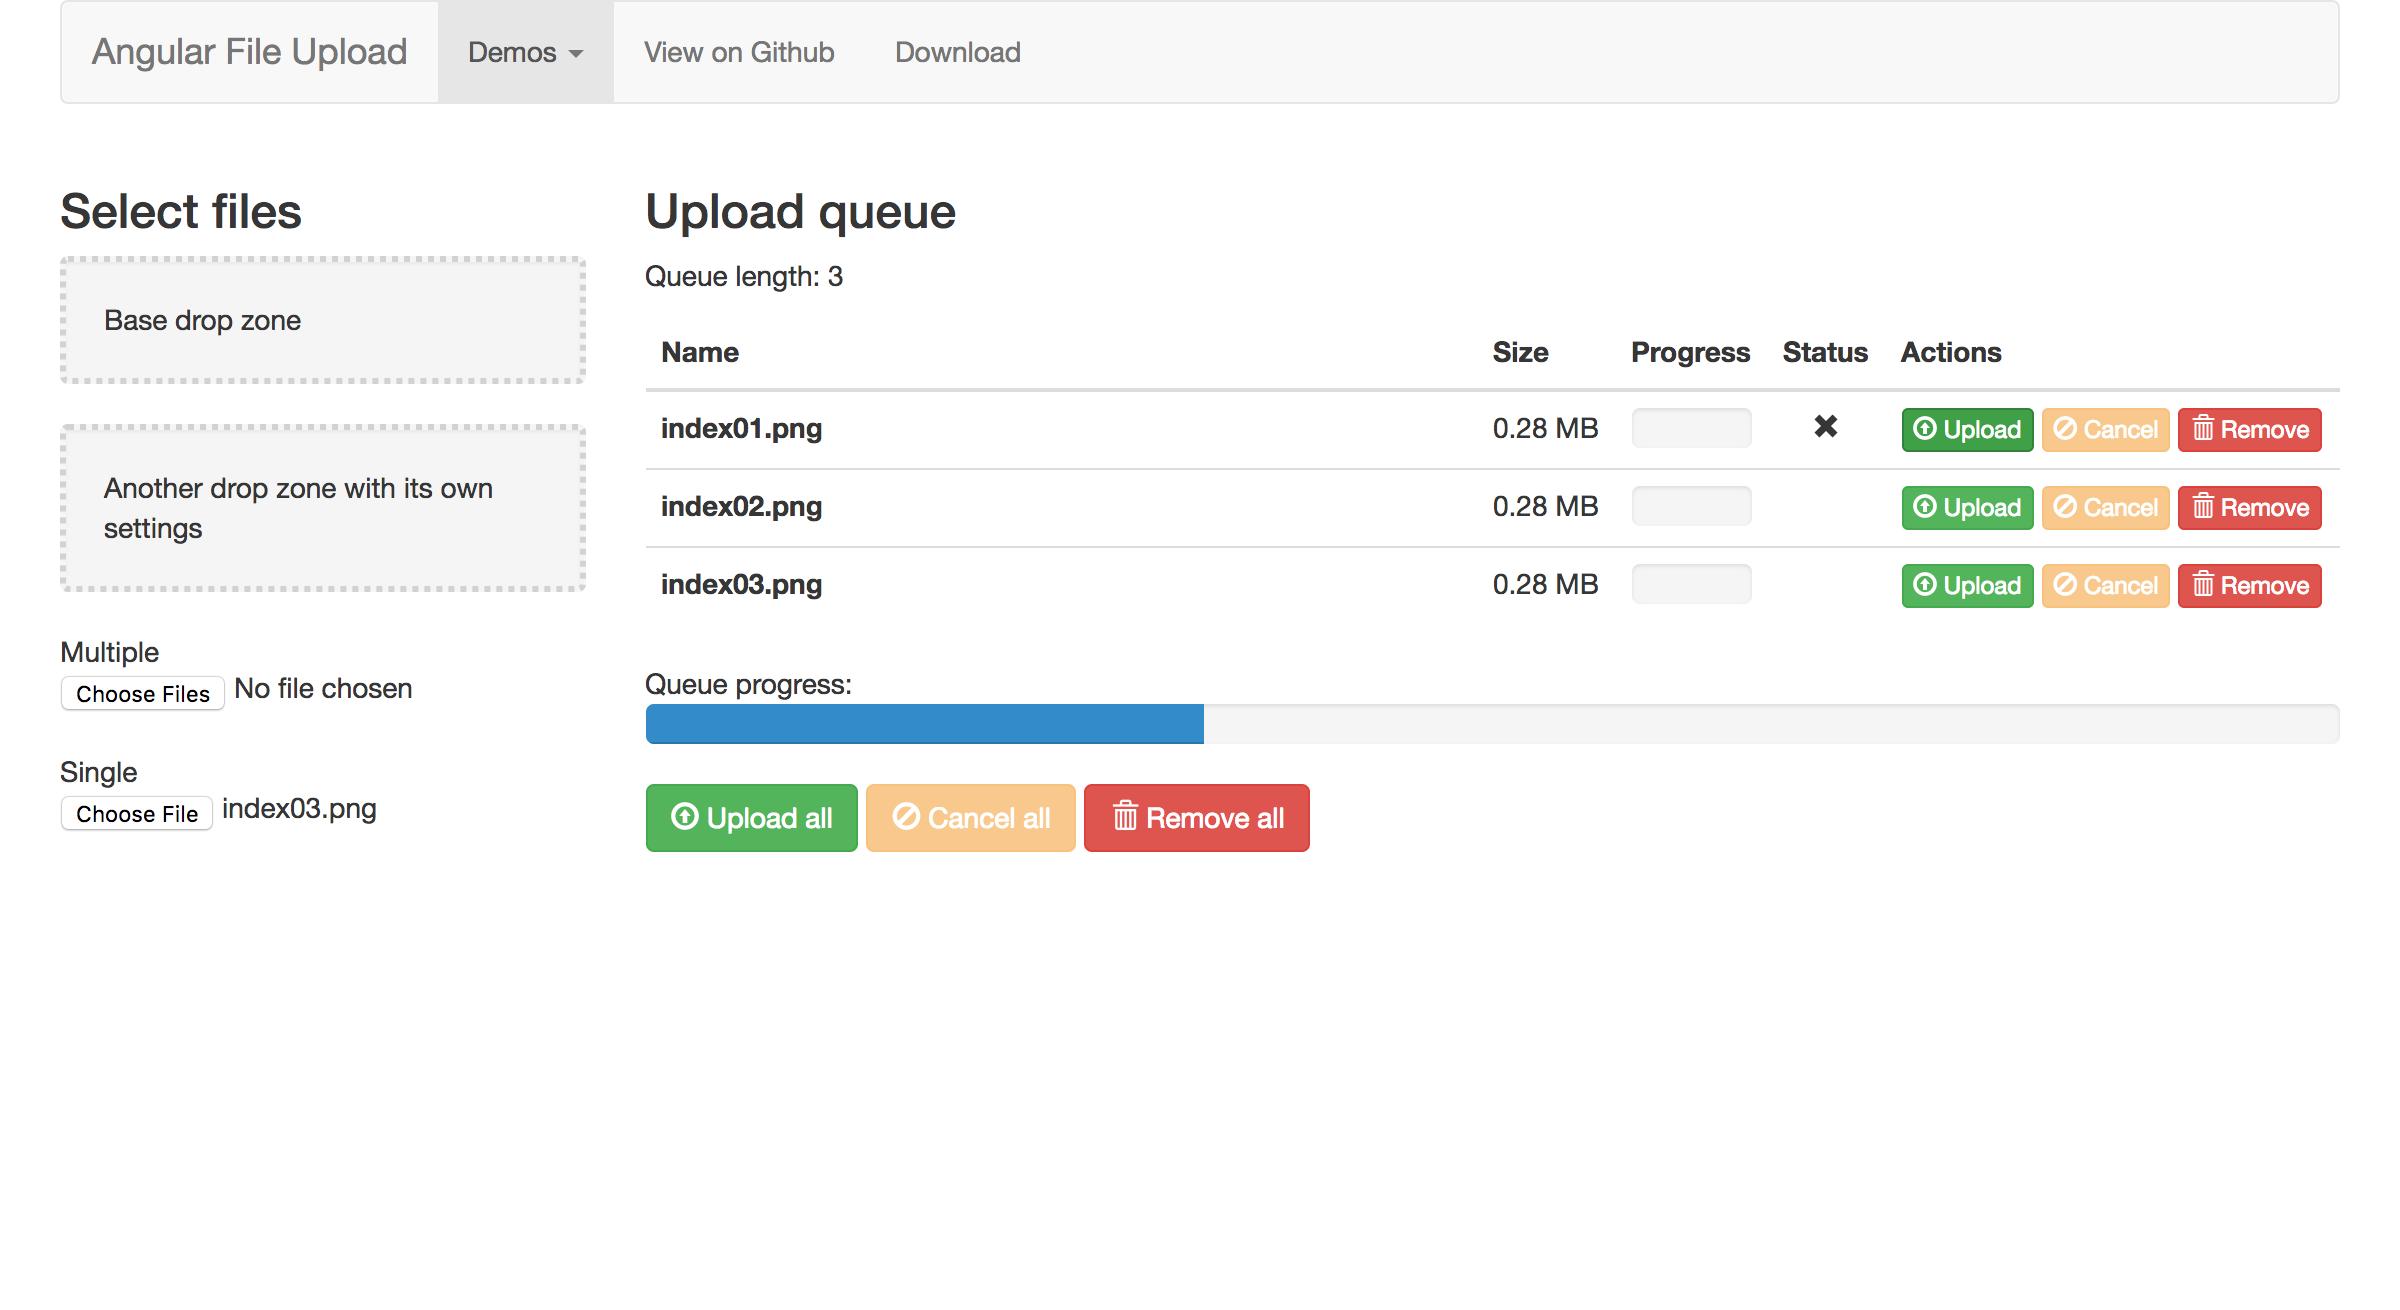 Angular File Upload Demos View on Github Download
Select files
Base drop zone
Another drop zone with its own
settings
Multiple
Choose Files No file chosen
Single
Choose File index03.png
Upload queue
Queue length: 3
Name Size Progress Status Actions
index01.png 0.28 MB Upload Cancel Remove
index02.png 0.28 MB Upload Cancel Remove
index03.png 0.28 MB Upload Cancel Remove
Queue progress:
Upload all Cancel all Remove all